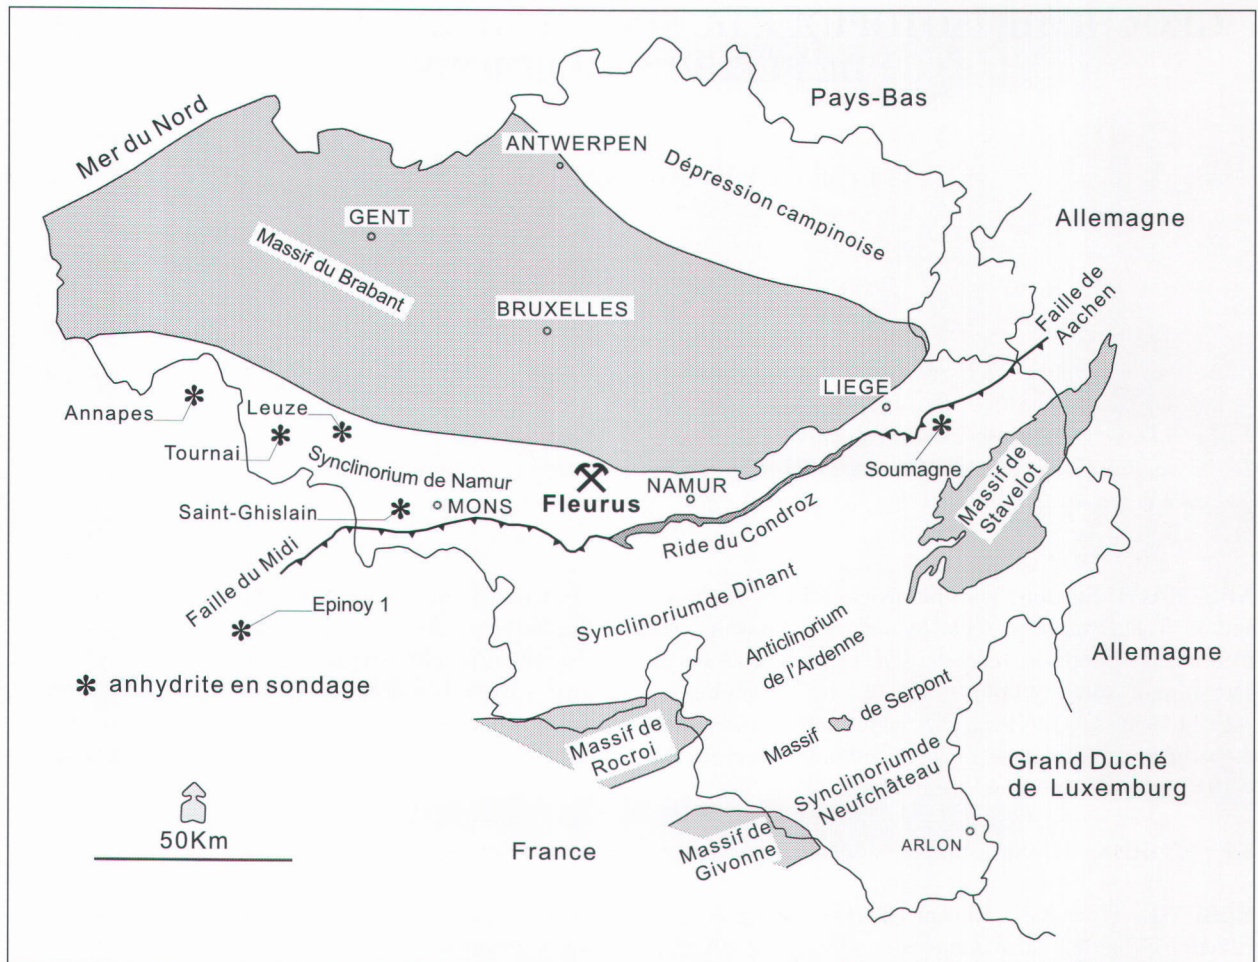 Mer du Nord
Pays-Bas
ANTWERPEN
Dépression campinoise
GENT
Allemagne
Massif du Brabant
BRUXELLES
Faille de
Aachen
LIEGE
Annapes
Leuze
Tournai
Synclinorium de Namur
Soumagne
Massif de
Stavelot
Saint-Ghislain
MONS
Fleurus
NAMUR
Ride du Condroz
Faille du Midi
Epinoy 1
Synclinoriumde Dinant
Anticlinorium
de l'Ardenne
Allemagne
✻ anhydrite en sondage
Massif de Serpont
Massif de
Rocroi
Synclinoriumde
Neufchâteau
Grand Duché
de Luxemburg
50Km
France
Massif de
Givonne
ARLON